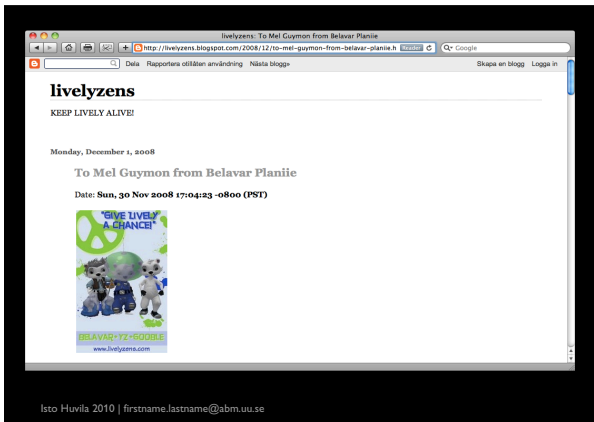 livelyzens: To Mel Guymon from Belavar Planiie
http://livelyzens.blogspot.com/2008/12/to-mel-guymon-from-belavar-planiie.h Reader Google
Dela Rapportera otillåten användning Nästa blogg» Skapa en blogg Logga in
livelyzens
KEEP LIVELY ALIVE!
Monday, December 1, 2008
To Mel Guymon from Belavar Planiie
Date: Sun, 30 Nov 2008 17:04:23 -0800 (PST)
"GIVE LIVELY
A CHANCE!"
BELAVAR+YZ+GOOBLE
www.livelyzens.com
Isto Huvila 2010 | firstname.lastname@abm.uu.se